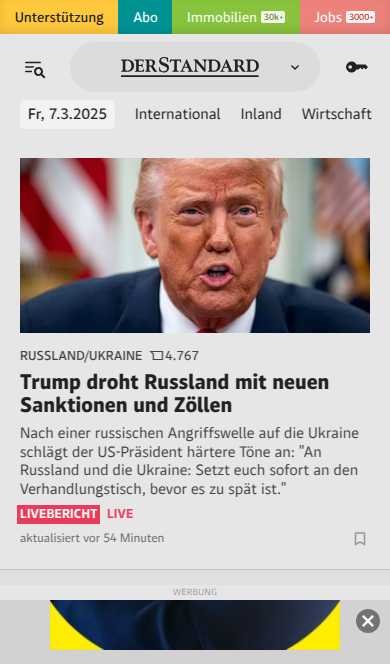 Unterstützung Abo Immobilien 30k+ Jobs 3000+
DERSTANDARD
Fr, 7.3.2025 International Inland Wirtschaft
RUSSLAND/UKRAINE 4.767
Trump droht Russland mit neuen
Sanktionen und Zöllen
Nach einer russischen Angriffswelle auf die Ukraine
schlägt der US-Präsident härtere Töne an: "An
Russland und die Ukraine: Setzt euch sofort an den
Verhandlungstisch, bevor es zu spät ist."
LIVEBERICHT LIVE
aktualisiert vor 54 Minuten
WERBUNG